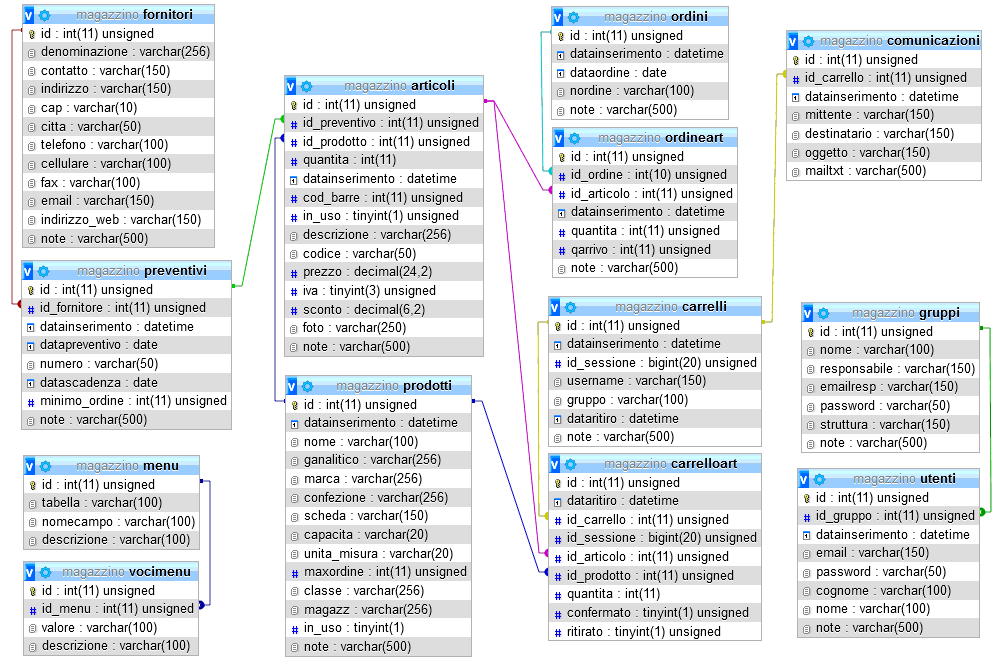 magazzino fornitori
id : int(11) unsigned
denominazione : varchar(256)
contatto : varchar(150)
indirizzo : varchar(150)
cap : varchar(10)
citta : varchar(50)
telefono : varchar(100)
cellulare : varchar(100)
fax : varchar(100)
email : varchar(150)
indirizzo_web : varchar(150)
note : varchar(500)
magazzino preventivi
id : int(11) unsigned
id_fornitore : int(11) unsigned
datainserimento : datetime
datapreventivo : date
numero : varchar(50)
datascadenza : date
minimo_ordine : int(11) unsigned
note : varchar(500)
magazzino menu
id : int(11) unsigned
tabella : varchar(100)
nomecampo : varchar(100)
descrizione : varchar(100)
magazzino vocimenu
id : int(11) unsigned
id_menu : int(11) unsigned
valore : varchar(100)
descrizione : varchar(100)
magazzino articoli
id : int(11) unsigned
id_preventivo : int(11) unsigned
id_prodotto : int(11) unsigned
quantita : int(11)
datainserimento : datetime
cod_barre : int(11) unsigned
in_uso : tinyint(1) unsigned
descrizione : varchar(256)
codice : varchar(50)
prezzo : decimal(24,2)
iva : tinyint(3) unsigned
sconto : decimal(6,2)
foto : varchar(250)
note : varchar(500)
magazzino prodotti
id : int(11) unsigned
datainserimento : datetime
nome : varchar(100)
ganalitico : varchar(256)
marca : varchar(256)
confezione : varchar(256)
scheda : varchar(150)
capacita : varchar(20)
unita_misura : varchar(20)
maxordine : int(11) unsigned
classe : varchar(256)
magazz : varchar(256)
in_uso : tinyint(1)
note : varchar(500)
magazzino ordini
id : int(11) unsigned
datainserimento : datetime
dataordine : date
nordine : varchar(100)
note : varchar(500)
magazzino ordineart
id : int(11) unsigned
id_ordine : int(10) unsigned
id_articolo : int(11) unsigned
datainserimento : datetime
quantita : int(11) unsigned
qarrivo : int(11) unsigned
note : varchar(500)
magazzino carrelli
id : int(11) unsigned
datainserimento : datetime
id_sessione : bigint(20) unsigned
username : varchar(150)
gruppo : varchar(100)
dataritiro : datetime
note : varchar(500)
magazzino carrelloart
id : int(11) unsigned
dataritiro : datetime
id_carrello : int(11) unsigned
id_sessione : bigint(20) unsigned
id_articolo : int(11) unsigned
id_prodotto : int(11) unsigned
quantita : int(11)
confermato : tinyint(1) unsigned
ritirato : tinyint(1) unsigned
magazzino comunicazioni
id : int(11) unsigned
id_carrello : int(11) unsigned
datainserimento : datetime
mittente : varchar(150)
destinatario : varchar(150)
oggetto : varchar(150)
mailtxt : varchar(500)
magazzino gruppi
id : int(11) unsigned
nome : varchar(100)
responsabile : varchar(150)
emailresp : varchar(150)
password : varchar(50)
struttura : varchar(150)
note : varchar(500)
magazzino utenti
id : int(11) unsigned
id_gruppo : int(11) unsigned
datainserimento : datetime
email : varchar(150)
password : varchar(50)
cognome : varchar(100)
nome : varchar(100)
note : varchar(500)